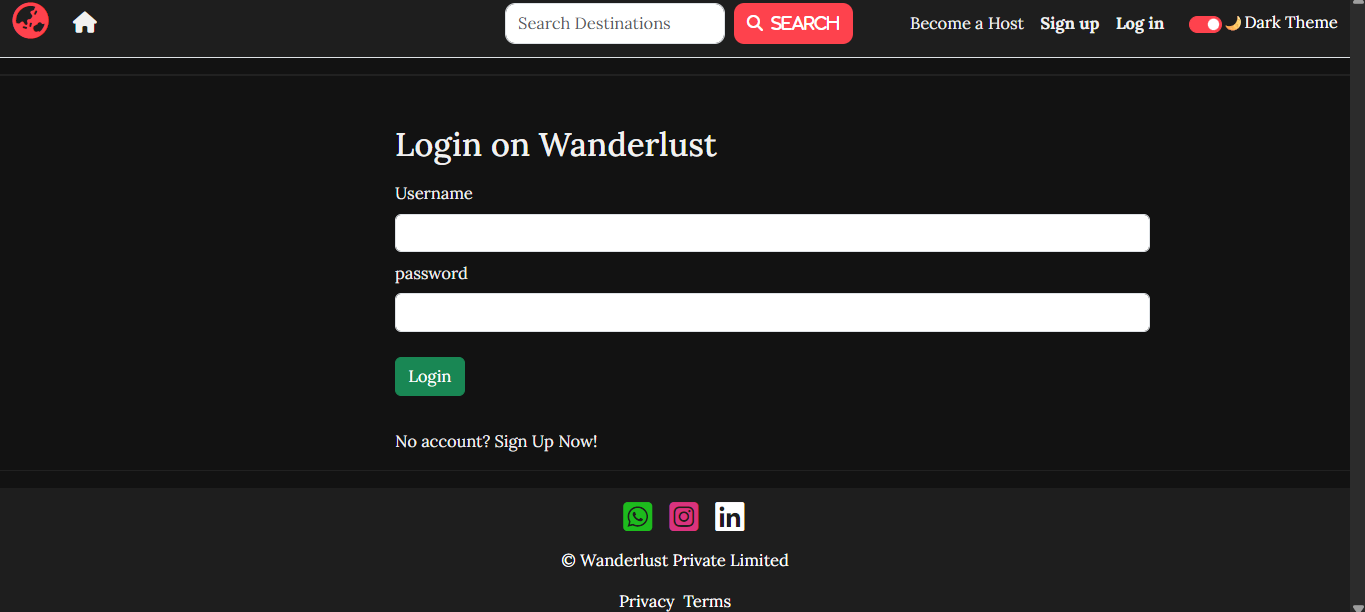 Search Destinations SEARCH Become a Host Sign up Log in Dark Theme
Login on Wanderlust
Username
password
Login
No account? Sign Up Now!
© Wanderlust Private Limited
Privacy Terms